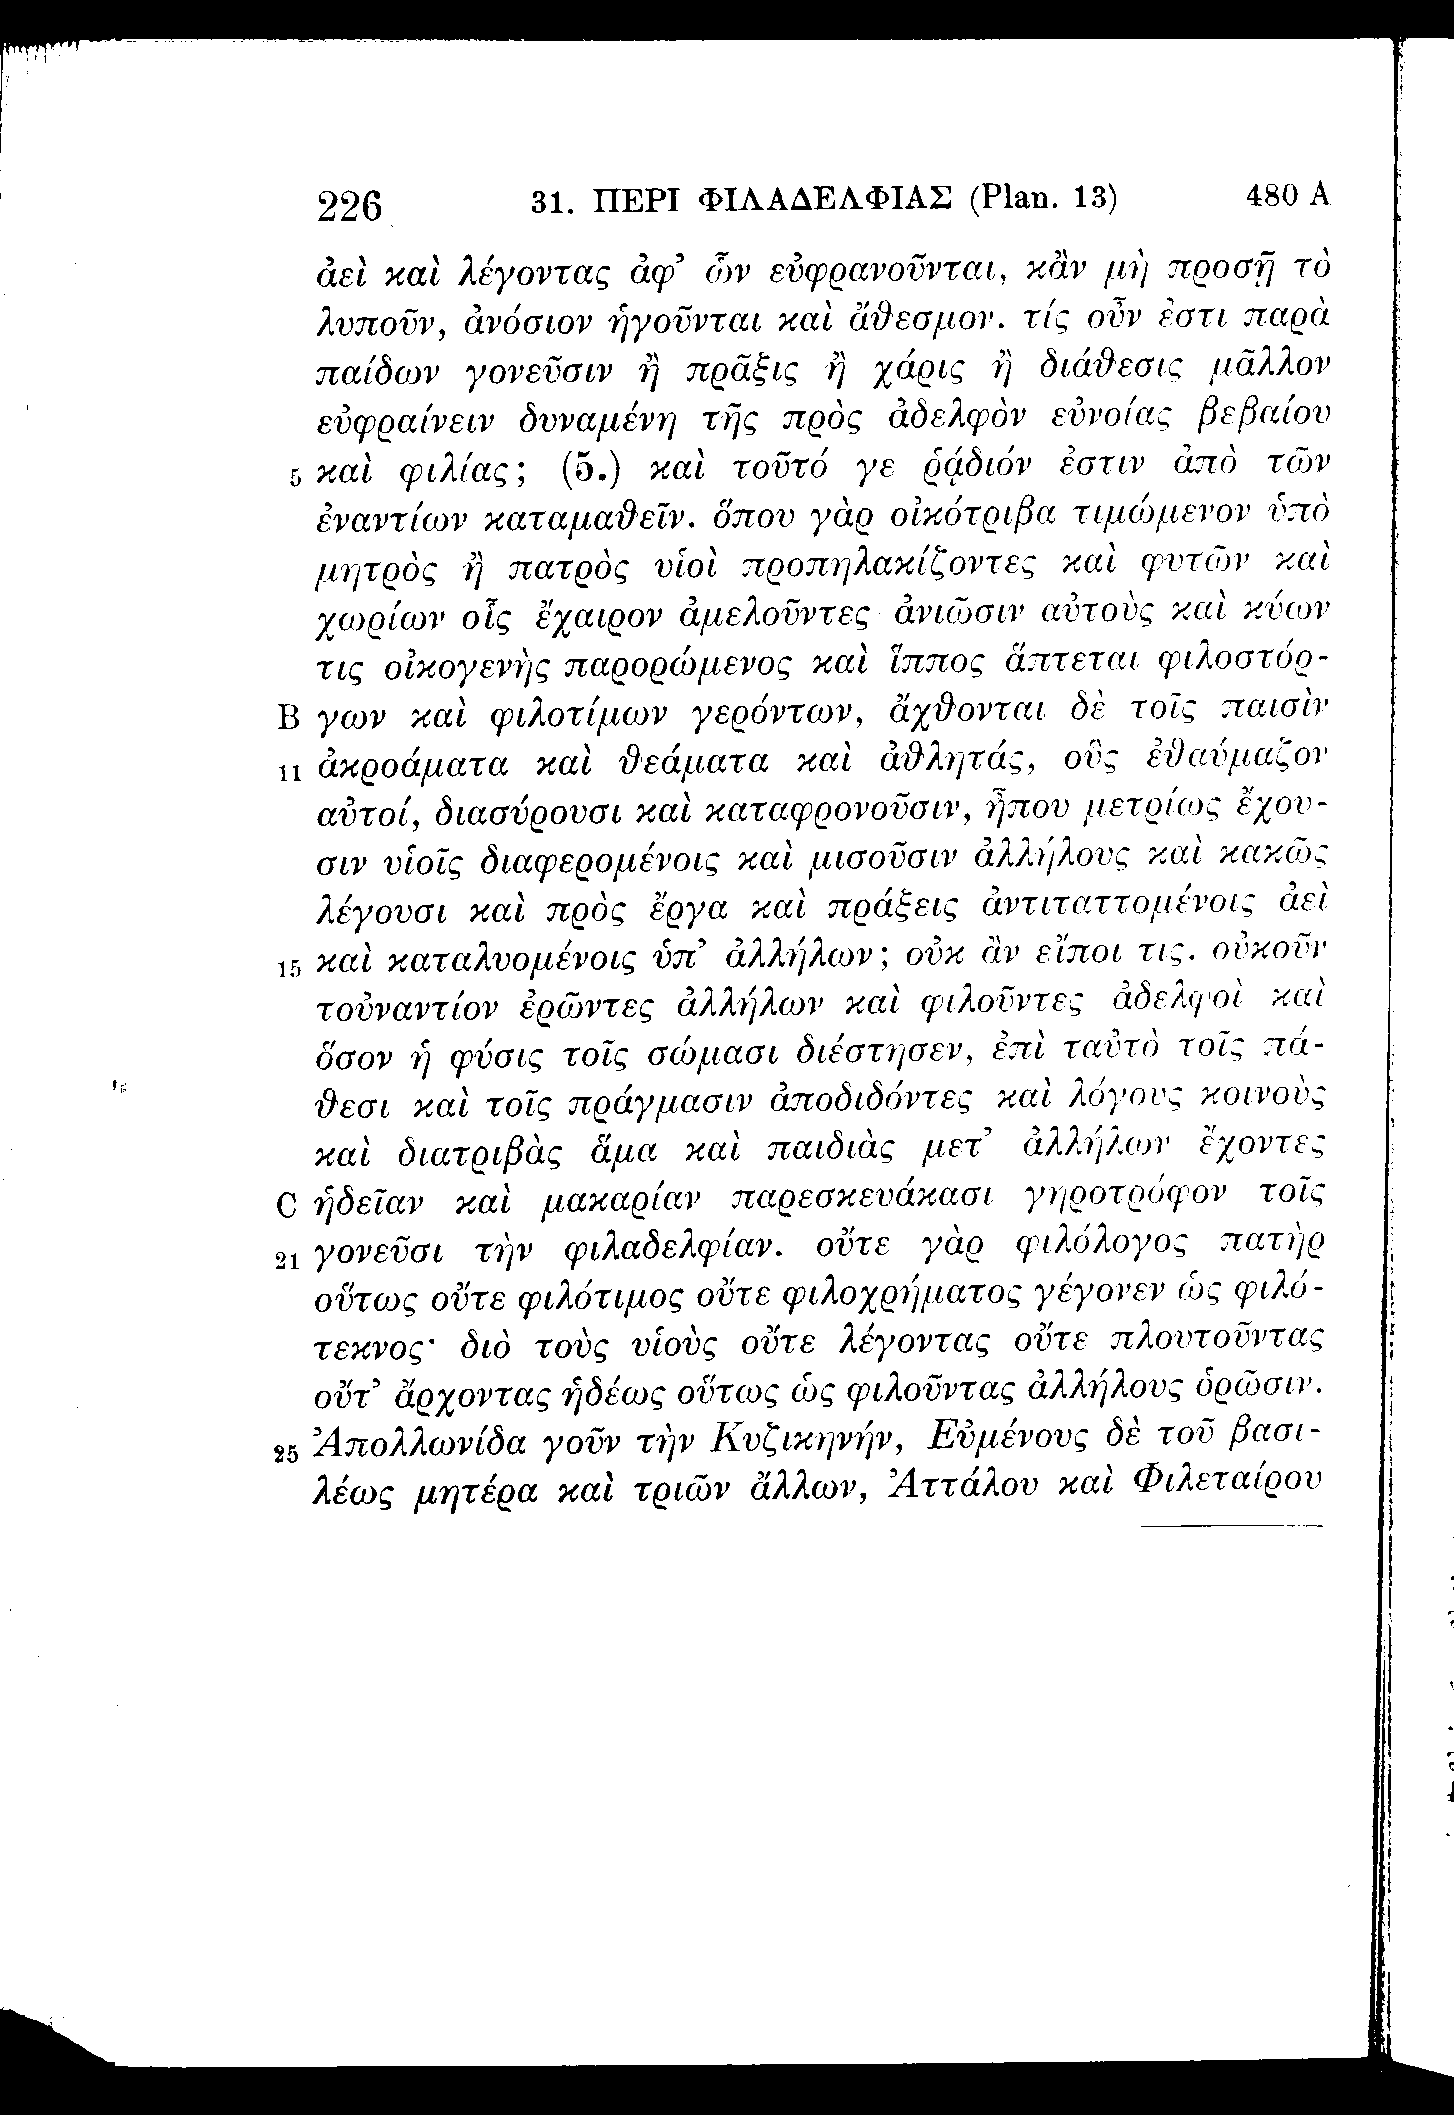 226 31. ΠΕΡΙ ΦΙΛΑΔΕΛΦΙΑΣ (Plan. 13) 480 A
ἀεὶ καὶ λέγοντας ἀφ’ ὧν εὐφρανοῦνται, κἂν μὴ προσῇ τὸ
λυποῦν, ἀνόσιον ἡγοῦνται καὶ ἄθεσμον. τίς οὖν ἐστι παρὰ
παίδων γονεῦσιν ἢ πρᾶξις ἢ χάρις ἢ διάθεσις μᾶλλον
εὐφραίνειν δυναμένη τῆς πρὸς ἀδελφὸν εὐνοίας βεβαίου
5 καὶ φιλίας; (5.) καὶ τοῦτό γε ῥᾴδιόν ἐστιν ἀπὸ τῶν
ἐναντίων καταμαθεῖν. ὅπου γὰρ οἰκότριβα τιμώμενον ὑπὸ
μητρὸς ἢ πατρὸς υἱοὶ προπηλακίζοντες καὶ φυτῶν καὶ
χωρίων οἷς ἔχαιρον ἀμελοῦντες ἀνιῶσιν αὐτοὺς καὶ κύων
τις οἰκογενὴς παρορώμενος καὶ ἵππος ἅπτεται φιλοστόρ-
B γων καὶ φιλοτίμων γερόντων, ἄχθονται δὲ τοῖς παισὶν
11 ἀκροάματα καὶ θεάματα καὶ ἀθλητάς, οὓς ἐθαύμαζον
αὐτοί, διασύρουσι καὶ καταφρονοῦσιν, ἦπου μετρίως ἔχου-
σιν υἱοῖς διαφερομένοις καὶ μισοῦσιν ἀλλήλους καὶ κακῶς
λέγουσι καὶ πρὸς ἔργα καὶ πράξεις ἀντιταττομένοις ἀεὶ
15 καὶ καταλυομένοις ὑπ’ ἀλλήλων; οὐκ ἂν εἴποι τις. οὐκοῦν
τοὐναντίον ἐρῶντες ἀλλήλων καὶ φιλοῦντες ἀδελφοὶ καὶ
ὅσον ἡ φύσις τοῖς σώμασι διέστησεν, ἐπὶ ταὐτὸ τοῖς πά-
θεσι καὶ τοῖς πράγμασιν ἀποδιδόντες καὶ λόγους κοινοὺς
καὶ διατριβὰς ἅμα καὶ παιδιὰς μετ’ ἀλλήλων ἔχοντες
C ἡδεῖαν καὶ μακαρίαν παρεσκευάκασι γηροτρόφον τοῖς
21 γονεῦσι τὴν φιλαδελφίαν. οὔτε γὰρ φιλόλογος πατὴρ
οὕτως οὔτε φιλότιμος οὔτε φιλοχρήματος γέγονεν ὡς φιλό-
τεκνος· διὸ τοὺς υἱοὺς οὔτε λέγοντας οὔτε πλουτοῦντας
οὔτ’ ἄρχοντας ἡδέως οὕτως ὡς φιλοῦντας ἀλλήλους ὁρῶσιν.
25 Ἀπολλωνίδα γοῦν τὴν Κυζικηνήν, Εὐμένους δὲ τοῦ βασι-
λέως μητέρα καὶ τριῶν ἄλλων, Ἀττάλου καὶ Φιλεταίρου